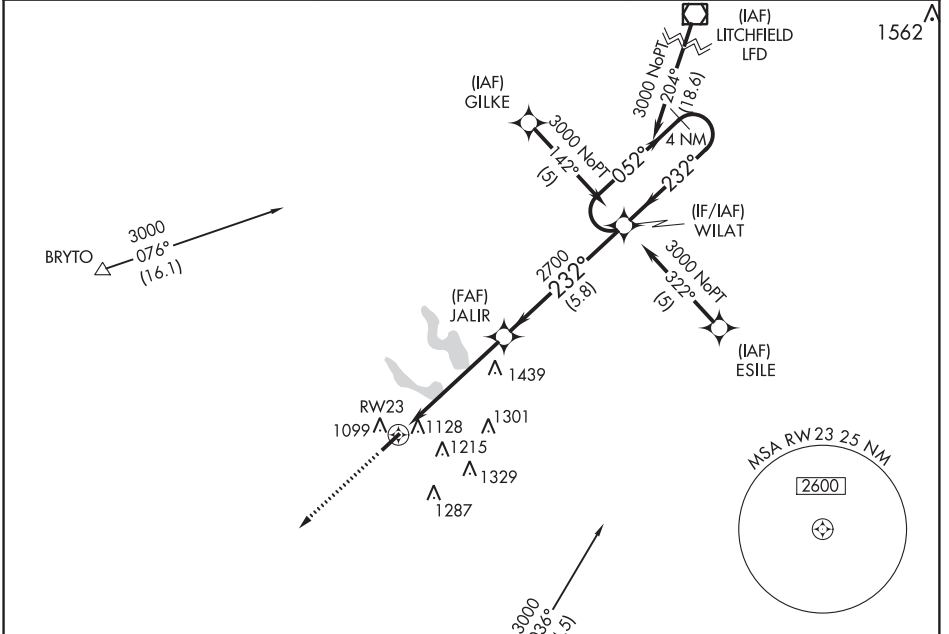 (IAF)
LITCHFIELD
LFD
1562
3000 NoPT
204°
(18.6)
(IAF)
GILKE
3000 NoPT
142°
(5)
4 NM
052°
232°
(IF/IAF)
WILAT
3000
076°
(16.1)
BRYTO
2700
232°
(5.8)
3000 NoPT
322°
(5)
(FAF)
JALIR
(IAF)
ESILE
1439
RW23
1099
1128
1301
1215
1329
1287
MSA RW23 25 NM
2600
3000